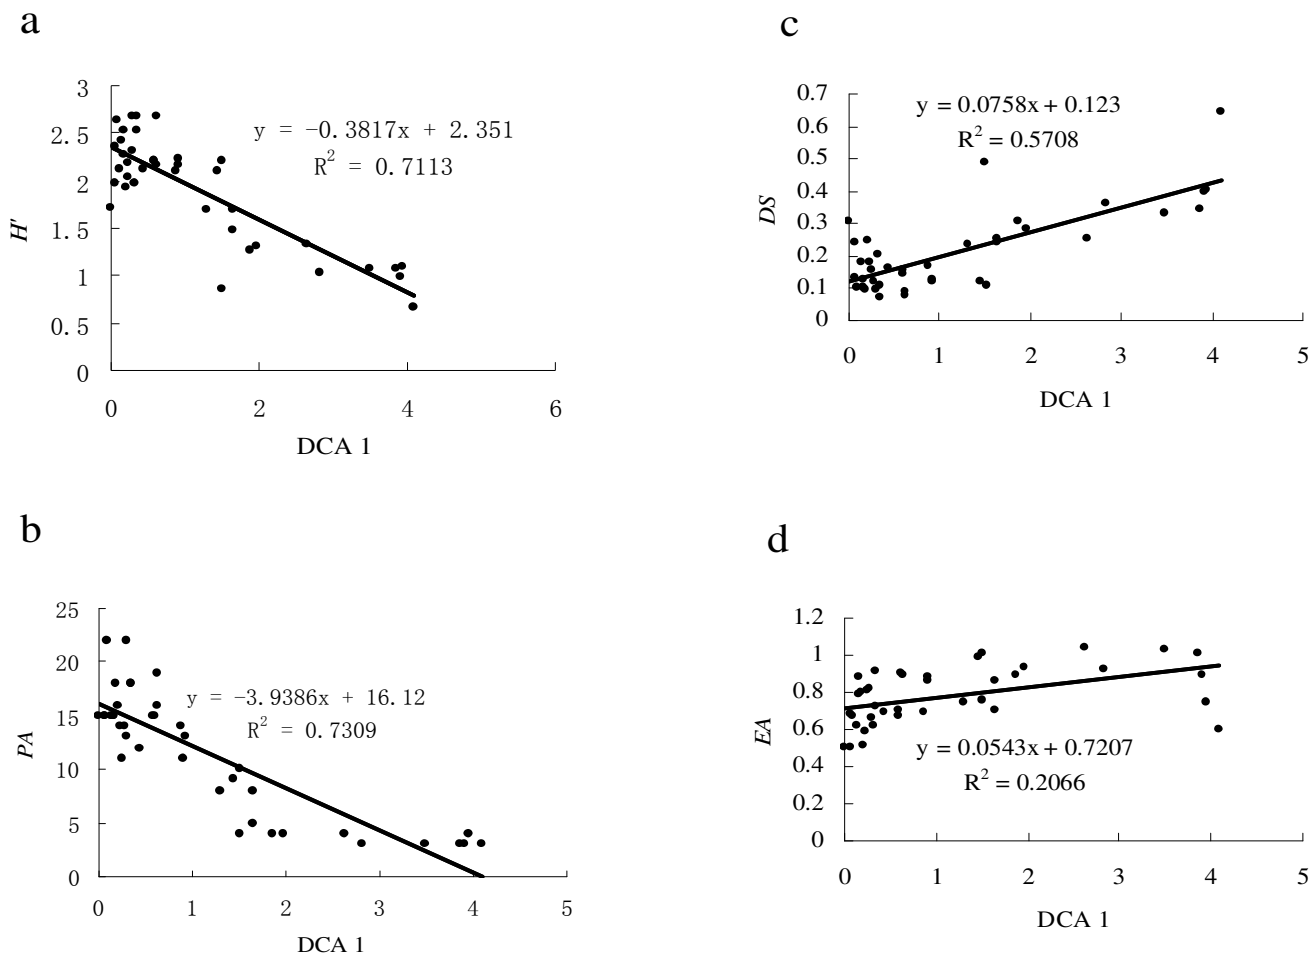 a
3
2.5
2
1.5
1
0.5
0
H'
y = -0.3817x + 2.351
R² = 0.7113
0 2 4 6
DCA 1
c
0.7
0.6
0.5
0.4
0.3
0.2
0.1
0
DS
y = 0.0758x + 0.123
R² = 0.5708
0 1 2 3 4 5
DCA 1
b
25
20
15
10
5
0
PA
y = -3.9386x + 16.12
R² = 0.7309
0 1 2 3 4 5
DCA 1
d
1.2
1
0.8
0.6
0.4
0.2
0
EA
y = 0.0543x + 0.7207
R² = 0.2066
0 1 2 3 4 5
DCA 1